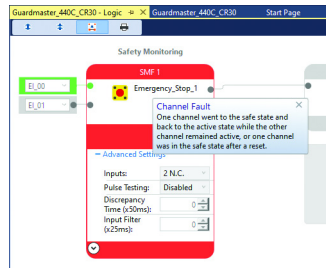 Guardmaster_440C_CR30 - Logic
Guardmaster_440C_CR30
Start Page
Safety Monitoring
SMF 1
EI_00
EI_01
Emergency_Stop_1
Channel Fault
One channel went to the safe state and
back to the active state while the other
channel remained active, or one channel
was in the safe state after a reset.
Advanced Settings
Inputs: 2 N.C.
Pulse Testing: Disabled
Discrepancy
Time (x50ms): 0
Input Filter
(x25ms): 0